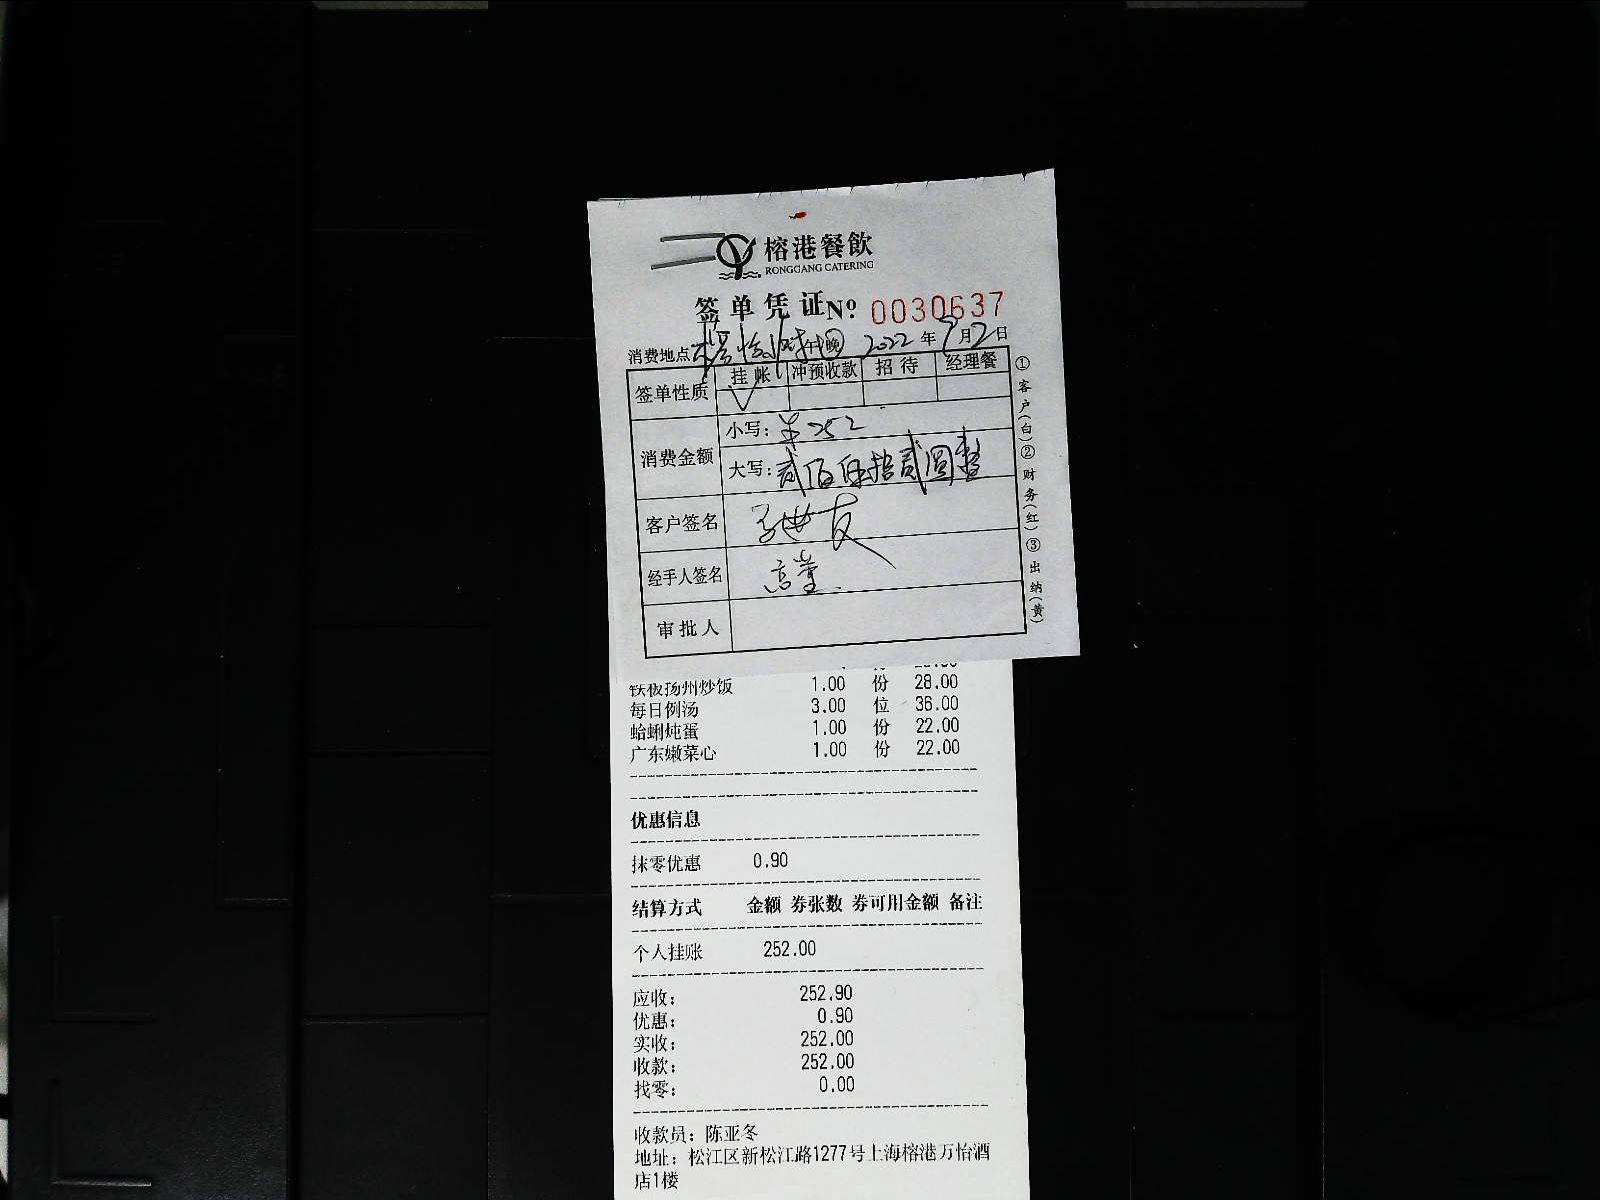 榕港餐飲
RONGGANG CATERING
签单凭证 No 0030637
消费地点 午 晚 2022年9月2日
签单性质 挂帐 冲预收款 招待 经理餐
√
消费金额 小写：¥252
大写：贰佰伍拾贰圆整
客户签名
经手人签名
审批人
①客户(白)②财务(红)③出纳(黄)
铁板扬州炒饭 1.00 份 28.00
每日例汤 3.00 位 36.00
蛤蜊炖蛋 1.00 份 22.00
广东嫩菜心 1.00 份 22.00
优惠信息
抹零优惠 0.90
结算方式 金额 券张数 券可用金额 备注
个人挂账 252.00
应收： 252.90
优惠： 0.90
实收： 252.00
收款： 252.00
找零： 0.00
收款员：陈亚冬
地址：松江区新松江路1277号上海榕港万怡酒
店1楼